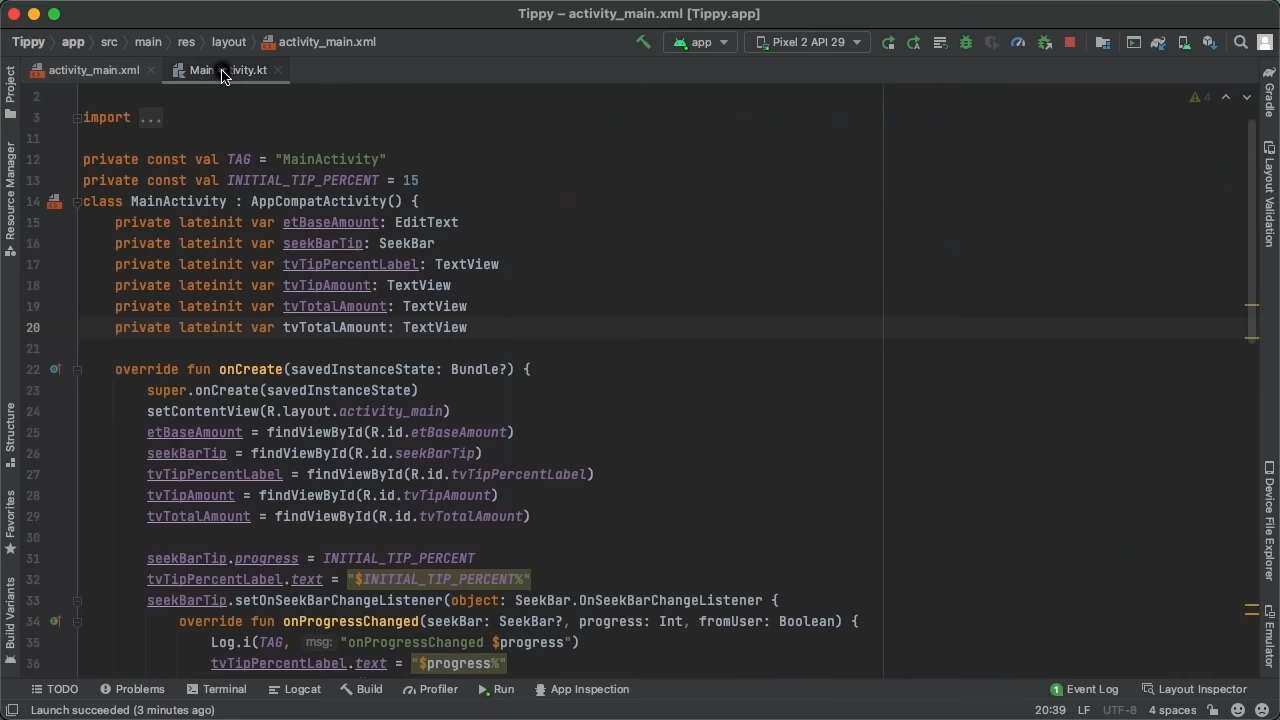 Tippy – activity_main.xml [Tippy.app]
Tippy app src main res layout activity_main.xml app Pixel 2 API 29
activity_main.xml MainActivity.kt
Project
Resource Manager
Structure
Favorites
Build Variants
2
3 import ...
11
12 private const val TAG = "MainActivity"
13 private const val INITIAL_TIP_PERCENT = 15
14 class MainActivity : AppCompatActivity() {
15 private lateinit var etBaseAmount: EditText
16 private lateinit var seekBarTip: SeekBar
17 private lateinit var tvTipPercentLabel: TextView
18 private lateinit var tvTipAmount: TextView
19 private lateinit var tvTotalAmount: TextView
20 private lateinit var tvTotalAmount: TextView
21
22 override fun onCreate(savedInstanceState: Bundle?) {
23 super.onCreate(savedInstanceState)
24 setContentView(R.layout.activity_main)
25 etBaseAmount = findViewById(R.id.etBaseAmount)
26 seekBarTip = findViewById(R.id.seekBarTip)
27 tvTipPercentLabel = findViewById(R.id.tvTipPercentLabel)
28 tvTipAmount = findViewById(R.id.tvTipAmount)
29 tvTotalAmount = findViewById(R.id.tvTotalAmount)
30
31 seekBarTip.progress = INITIAL_TIP_PERCENT
32 tvTipPercentLabel.text = "$INITIAL_TIP_PERCENT%"
33 seekBarTip.setOnSeekBarChangeListener(object: SeekBar.OnSeekBarChangeListener {
34 override fun onProgressChanged(seekBar: SeekBar?, progress: Int, fromUser: Boolean) {
35 Log.i(TAG, msg: "onProgressChanged $progress")
36 tvTipPercentLabel.text = "$progress%"
4
Gradle
Layout Validation
Device File Explorer
Emulator
TODO Problems Terminal Logcat Build Profiler Run App Inspection 1 Event Log Layout Inspector
Launch succeeded (3 minutes ago) 20:39 LF UTF-8 4 spaces